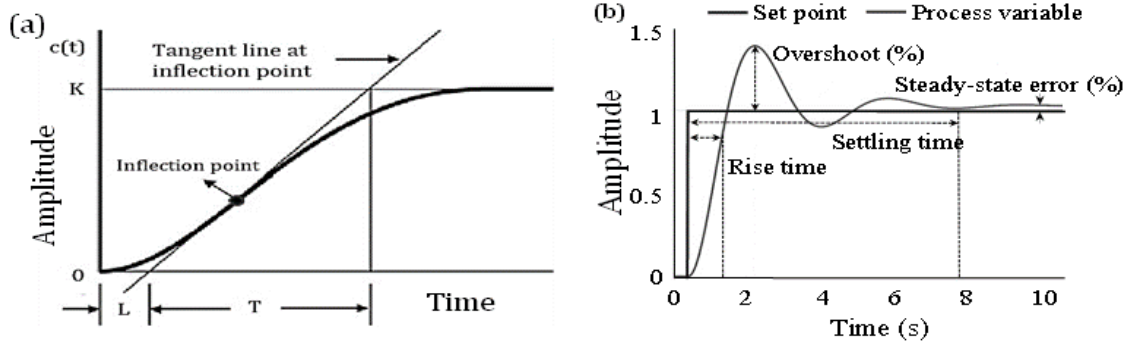 (a)
c(t)
Tangent line at
inflection point
K
Inflection point
Amplitude
0
L
T
Time
(b)
Set point
Process variable
1.5
Overshoot (%)
Steady-state error (%)
1
Settling time
Rise time
0.5
Amplitude
0
0
2
4
6
8
10
Time (s)